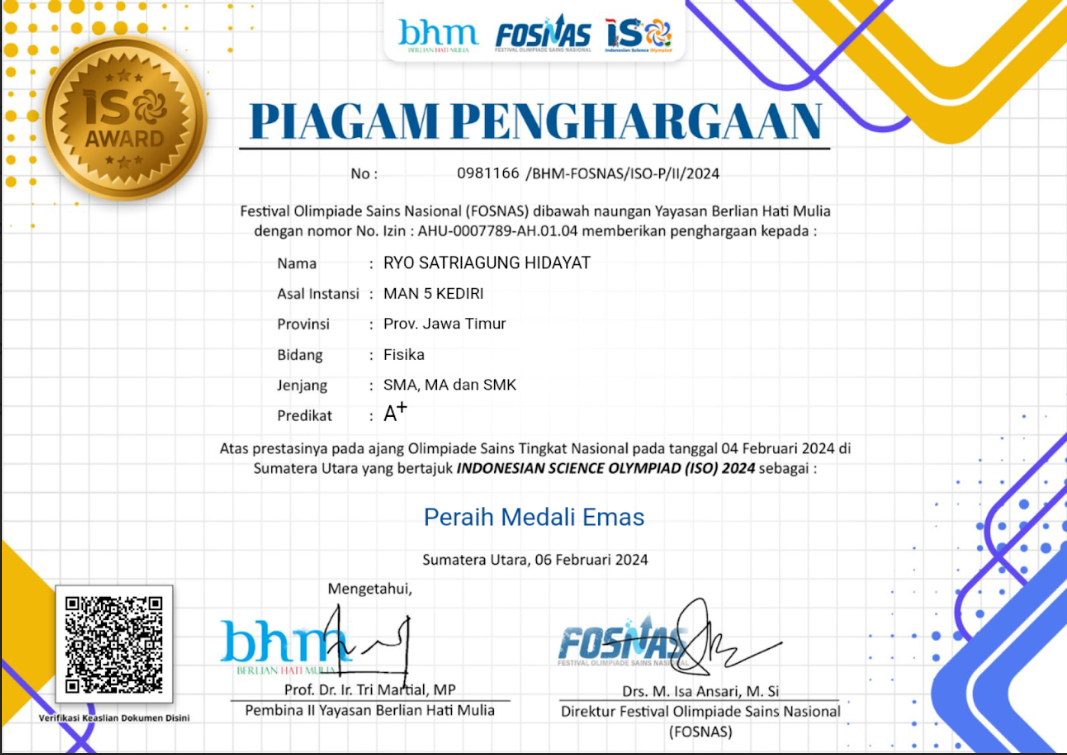 bhm
BERLIAN HATI MULIA
FOSNAS
FESTIVAL OLIMPIADE SAINS NASIONAL
ISO
Indonesian Science Olympiad
ISO
AWARD
PIAGAM PENGHARGAAN
No : 0981166 /BHM-FOSNAS/ISO-P/II/2024
Festival Olimpiade Sains Nasional (FOSNAS) dibawah naungan Yayasan Berlian Hati Mulia
dengan nomor No. Izin : AHU-0007789-AH.01.04 memberikan penghargaan kepada :
Nama : RYO SATRIAGUNG HIDAYAT
Asal Instansi : MAN 5 KEDIRI
Provinsi : Prov. Jawa Timur
Bidang : Fisika
Jenjang : SMA, MA dan SMK
Predikat : A+
Atas prestasinya pada ajang Olimpiade Sains Tingkat Nasional pada tanggal 04 Februari 2024 di
Sumatera Utara yang bertajuk INDONESIAN SCIENCE OLYMPIAD (ISO) 2024 sebagai :
Peraih Medali Emas
Sumatera Utara, 06 Februari 2024
Mengetahui,
bhm
BERLIAN HATI MULIA
Prof. Dr. Ir. Tri Martial, MP
Pembina II Yayasan Berlian Hati Mulia
FOSNAS
FESTIVAL OLIMPIADE SAINS NASIONAL
Drs. M. Isa Ansari, M. Si
Direktur Festival Olimpiade Sains Nasional
(FOSNAS)
Verifikasi Keaslian Dokumen Disini